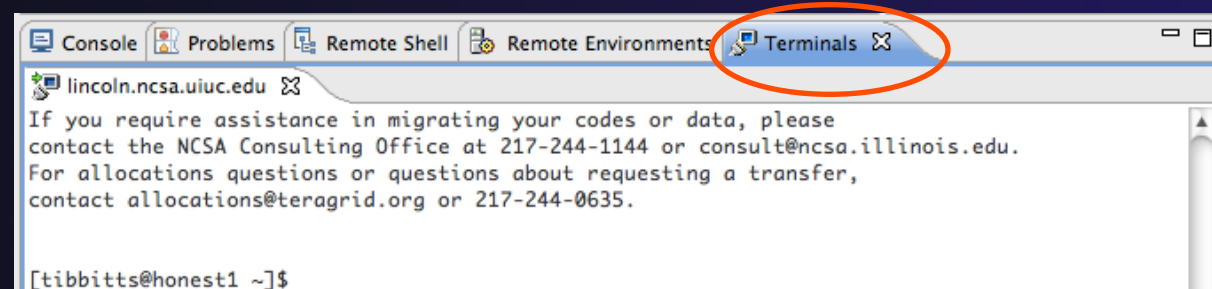 Console Problems Remote Shell Remote Environments Terminals
lincoln.ncsa.uiuc.edu
If you require assistance in migrating your codes or data, please
contact the NCSA Consulting Office at 217-244-1144 or consult@ncsa.illinois.edu.
For allocations questions or questions about requesting a transfer,
contact allocations@teragrid.org or 217-244-0635.
[tibbitts@honest1 ~]$